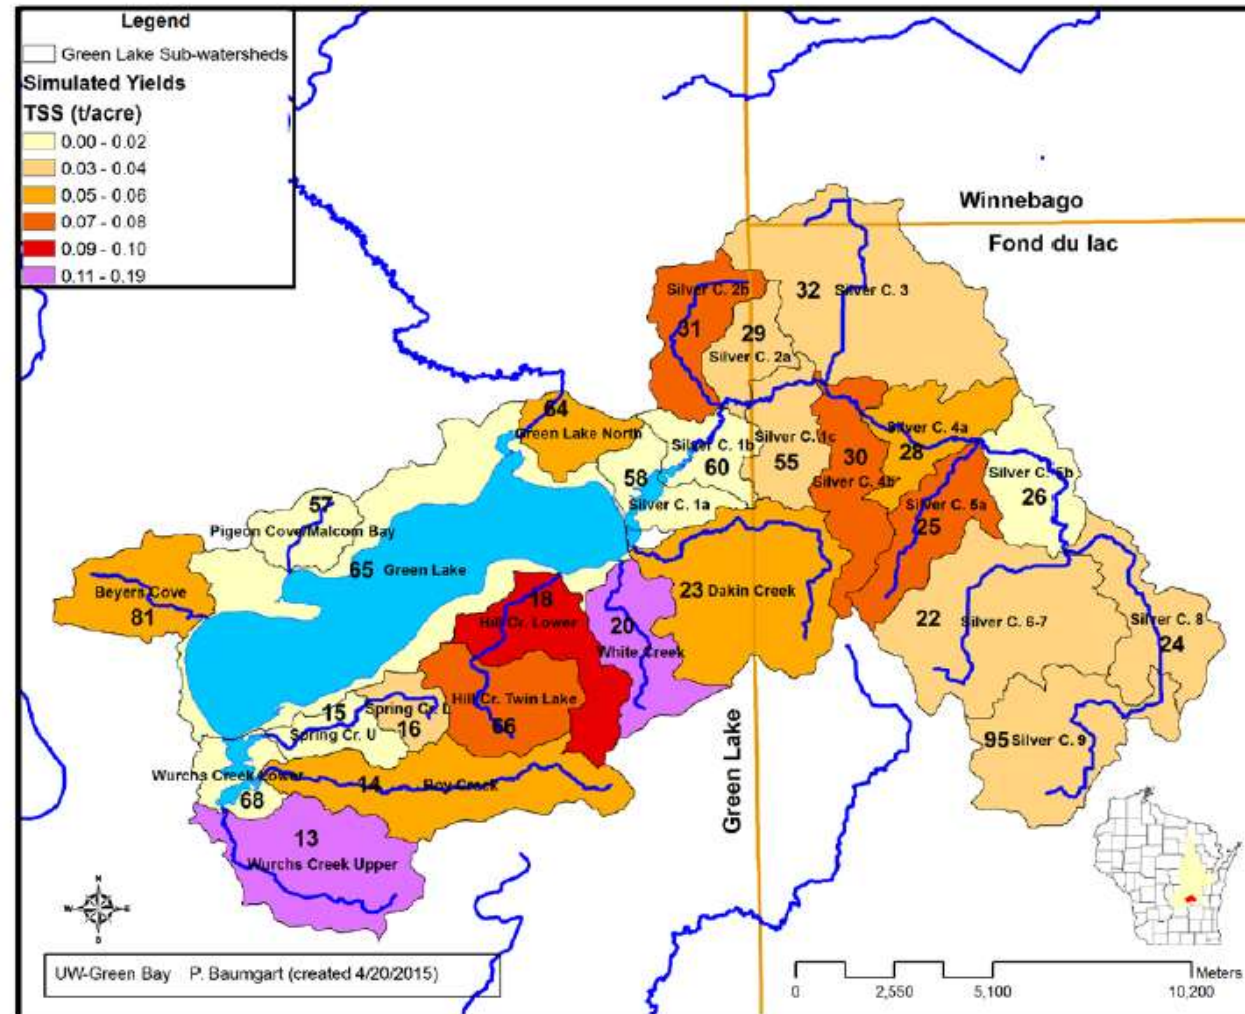 Legend
Green Lake Sub-watersheds
Simulated Yields
TSS (t/acre)
0.00 - 0.02
0.03 - 0.04
0.05 - 0.06
0.07 - 0.08
0.09 - 0.10
0.11 - 0.19
Winnebago
Fond du lac
Silver C. 2b
32 Silver C. 3
31
29
Silver C. 2a
64
Green Lake North
Silver C. 1b
60
Silver C. 1c
55
30
Silver C. 4b
Silver C. 4a
28
58
Silver C. 1a
Silver C. 5b
26
Silver C. 5a
25
57
Pigeon Cove/Malcom Bay
65 Green Lake
Beyers Cove
81
18
Hill Cr. Lower
20
White Creek
23 Dakin Creek
22 Silver C. 6-7
Silver C. 8
24
Hill Cr. Twin Lake
66
15
Spring Cr. L
16
Spring Cr. U
95 Silver C. 9
Wurchs Creek Lower
68
14 Roy Creek
Green Lake
13
Wurchs Creek Upper
N
W E
S
UW-Green Bay P. Baumgart (created 4/20/2015)
Meters
0 2,550 5,100 10,200